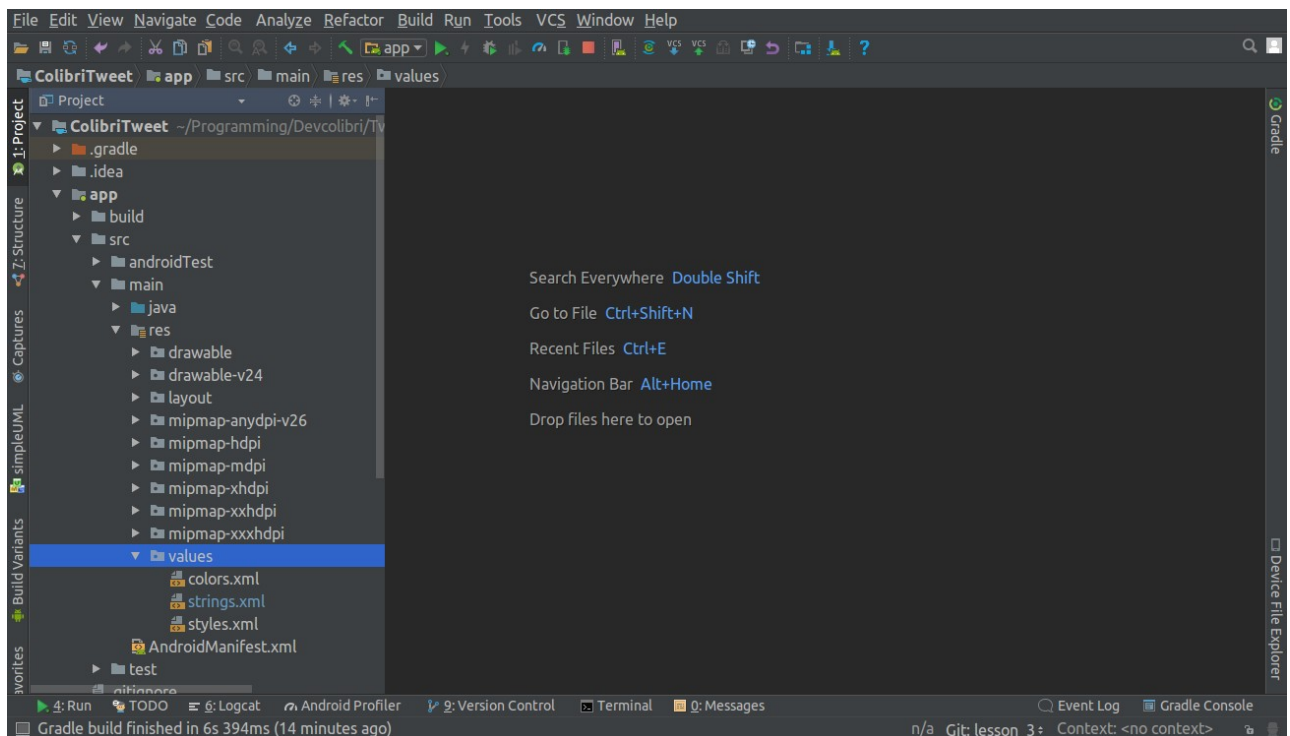 File Edit View Navigate Code Analyze Refactor Build Run Tools VCS Window Help
app
VCS VCS
ColibriTweet app src main res values
Project
ColibriTweet ~/Programming/Devcolibri/Tv
.gradle
.idea
app
build
src
androidTest
main
java
res
drawable
drawable-v24
layout
mipmap-anydpi-v26
mipmap-hdpi
mipmap-mdpi
mipmap-xhdpi
mipmap-xxhdpi
mipmap-xxxhdpi
values
colors.xml
strings.xml
styles.xml
AndroidManifest.xml
test
.gitignore
1: Project
7: Structure
Captures
simpleUML
Build Variants
avorites
Search Everywhere Double Shift
Go to File Ctrl+Shift+N
Recent Files Ctrl+E
Navigation Bar Alt+Home
Drop files here to open
Gradle
Device File Explorer
4: Run TODO 6: Logcat Android Profiler 9: Version Control Terminal 0: Messages Event Log Gradle Console
Gradle build finished in 6s 394ms (14 minutes ago) n/a Git: lesson_3 Context: <no context>